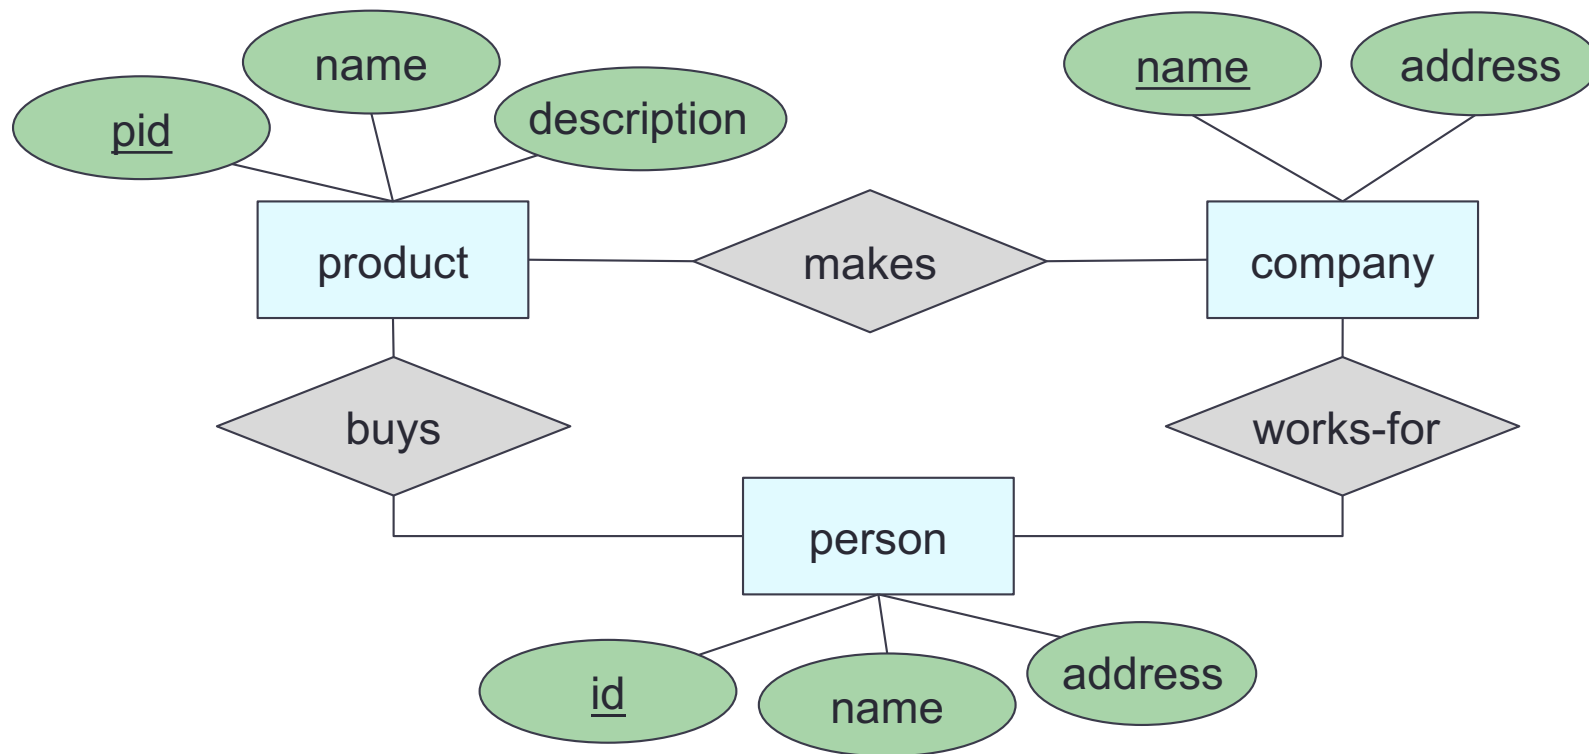 name
name
address
pid
description
product
makes
company
buys
works-for
person
id
name
address